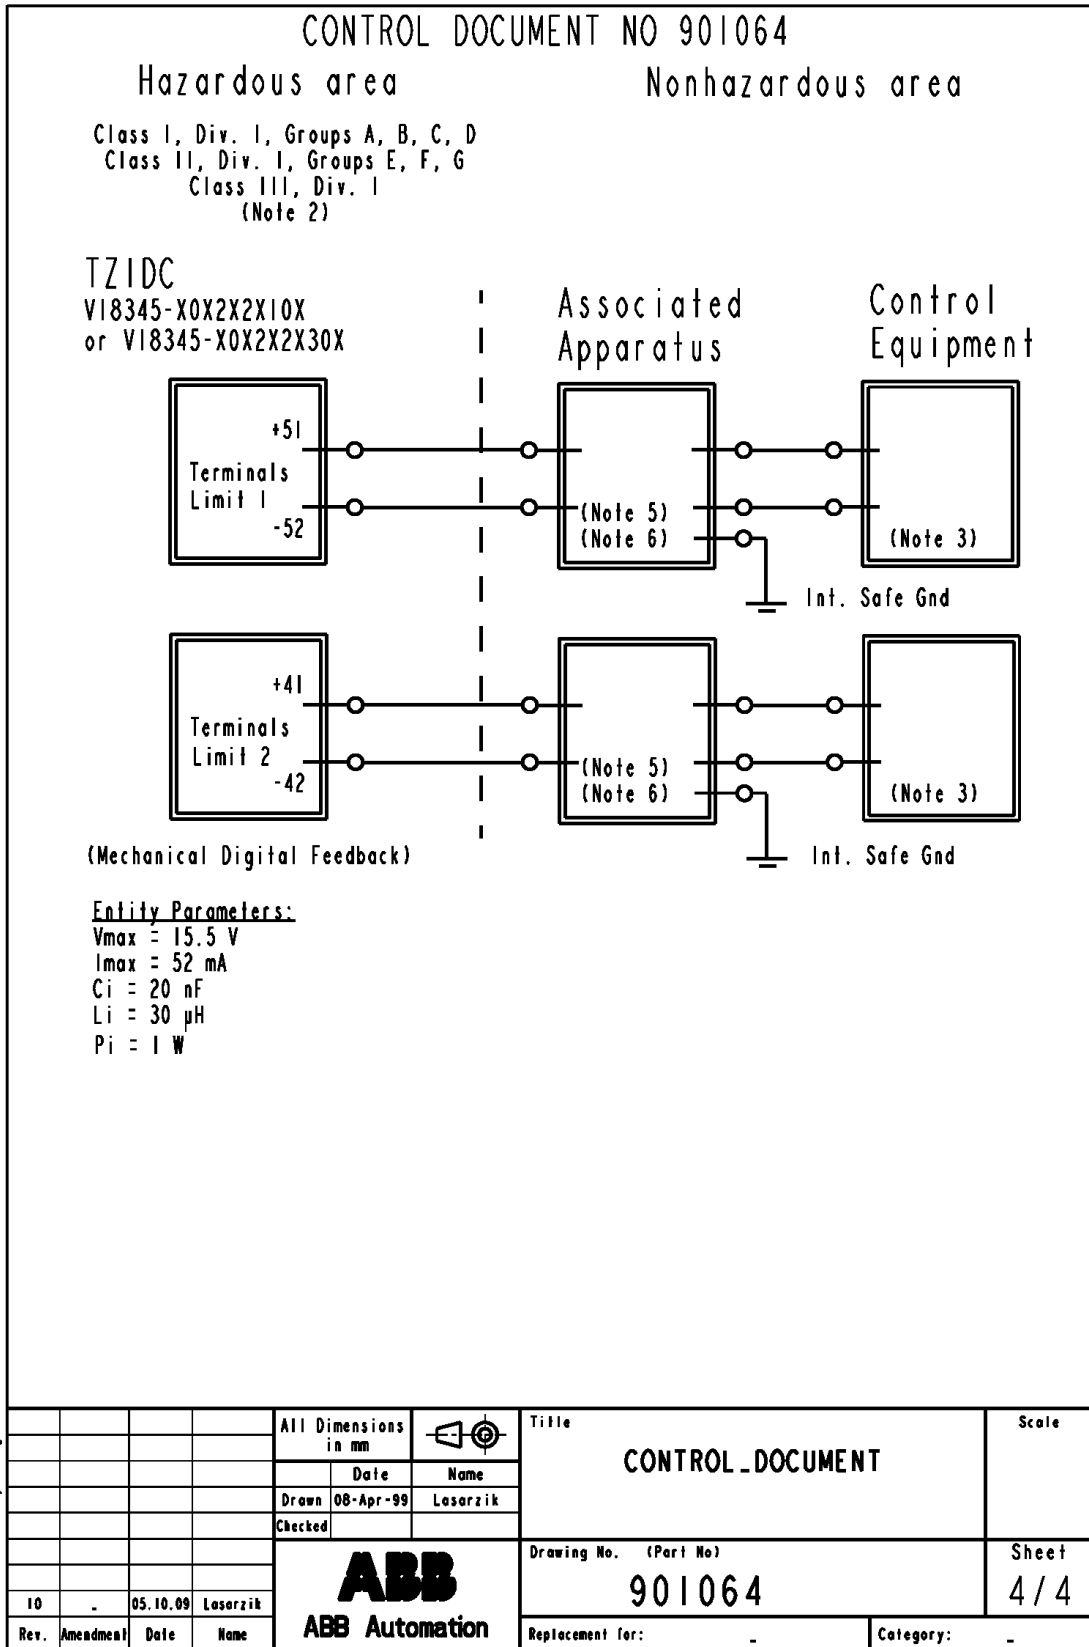 CONTROL DOCUMENT NO 901064
Hazardous area
Nonhazardous area
Class I, Div. I, Groups A, B, C, D
Class II, Div. I, Groups E, F, G
Class III, Div. I
(Note 2)
TZIDC
V18345-X0X2X2X10X
or V18345-X0X2X2X30X
Associated
Apparatus
Control
Equipment
+51
Terminals
Limit 1
-52
(Note 5)
(Note 6)
(Note 3)
Int. Safe Gnd
+41
Terminals
Limit 2
-42
(Note 5)
(Note 6)
(Note 3)
Int. Safe Gnd
(Mechanical Digital Feedback)
Entity Parameters:
Vmax = 15.5 V
Imax = 52 mA
Ci = 20 nF
Li = 30 µH
Pi = 1 W
All Dimensions
in mm
Date Name
Drawn 08-Apr-99 Lasarzik
Checked
Title
CONTROL_DOCUMENT
Scale
ABB
ABB Automation
Drawing No. (Part No)
901064
Sheet
4/4
10 - 05.10.09 Lasarzik
Rev. Amendment Date Name
Replacement for: -
Category: -